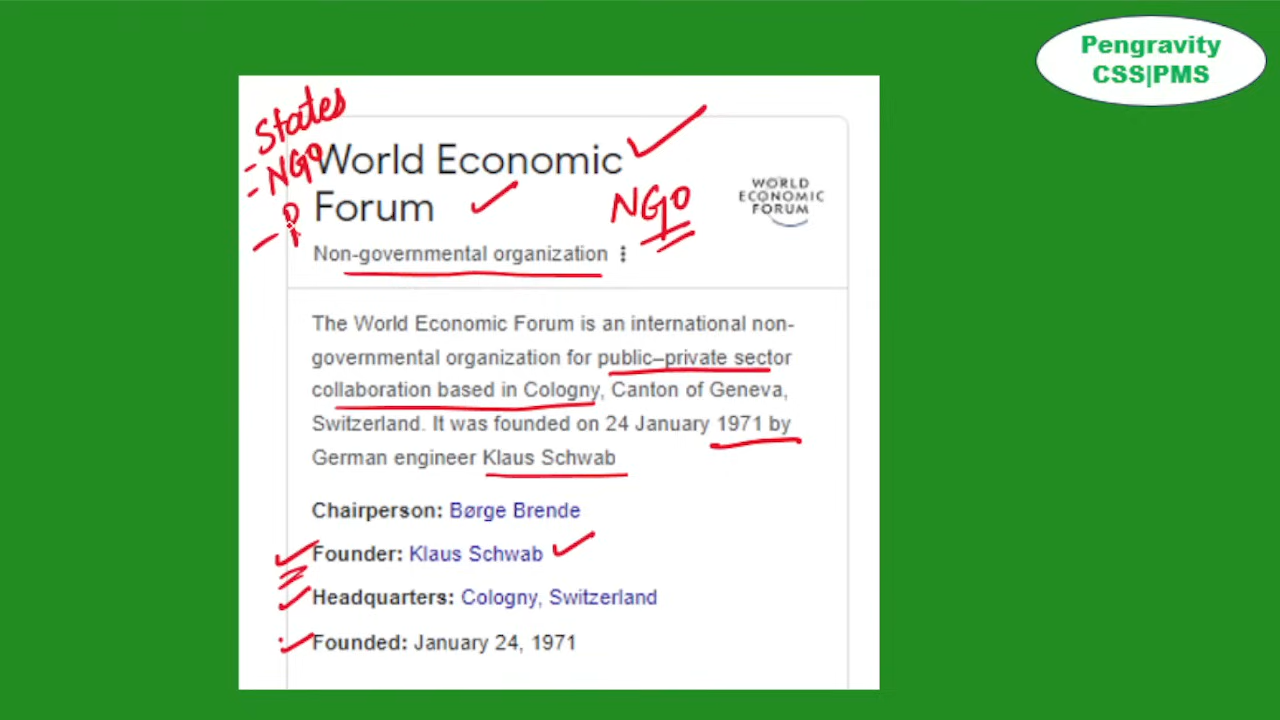 Pengravity
CSS|PMS
States
- NGO
- P
World Economic
Forum
NGO
WORLD
ECONOMIC
FORUM
Non-governmental organization
The World Economic Forum is an international non-
governmental organization for public–private sector
collaboration based in Cologny, Canton of Geneva,
Switzerland. It was founded on 24 January 1971 by
German engineer Klaus Schwab
Chairperson: Børge Brende
Founder: Klaus Schwab
Headquarters: Cologny, Switzerland
Founded: January 24, 1971